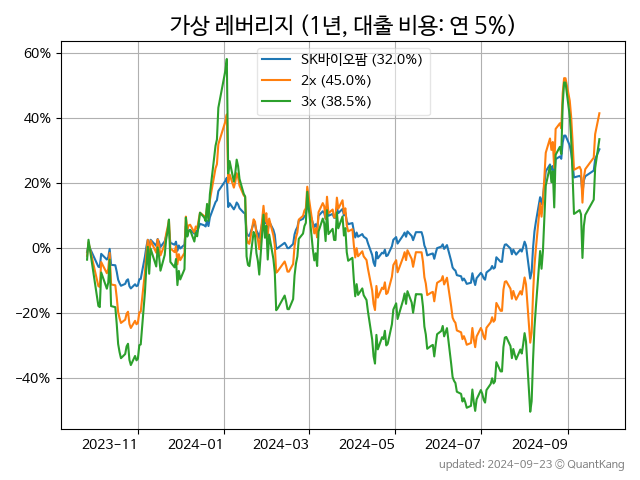 가상 레버리지 (1년, 대출 비용: 연 5%)
SK바이오팜 (32.0%)
2x (45.0%)
3x (38.5%)
60%
40%
20%
0%
−20%
−40%
2023-11 2024-01 2024-03 2024-05 2024-07 2024-09
updated: 2024-09-23 © QuantKang